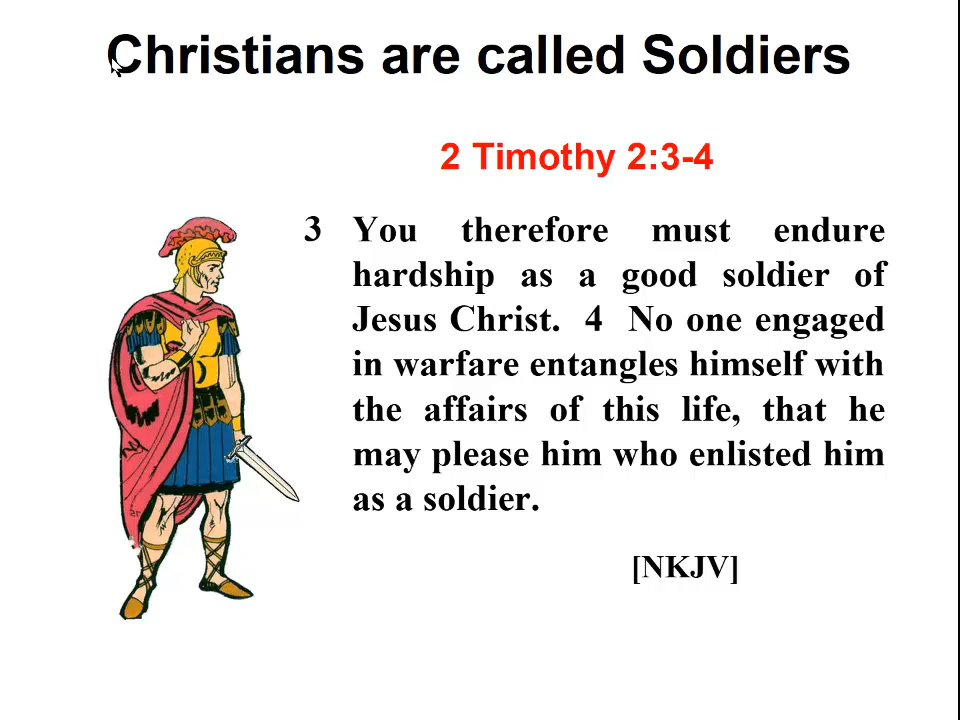 Christians are called Soldiers
2 Timothy 2:3-4
3 You therefore must endure
hardship as a good soldier of
Jesus Christ. 4 No one engaged
in warfare entangles himself with
the affairs of this life, that he
may please him who enlisted him
as a soldier.
[NKJV]